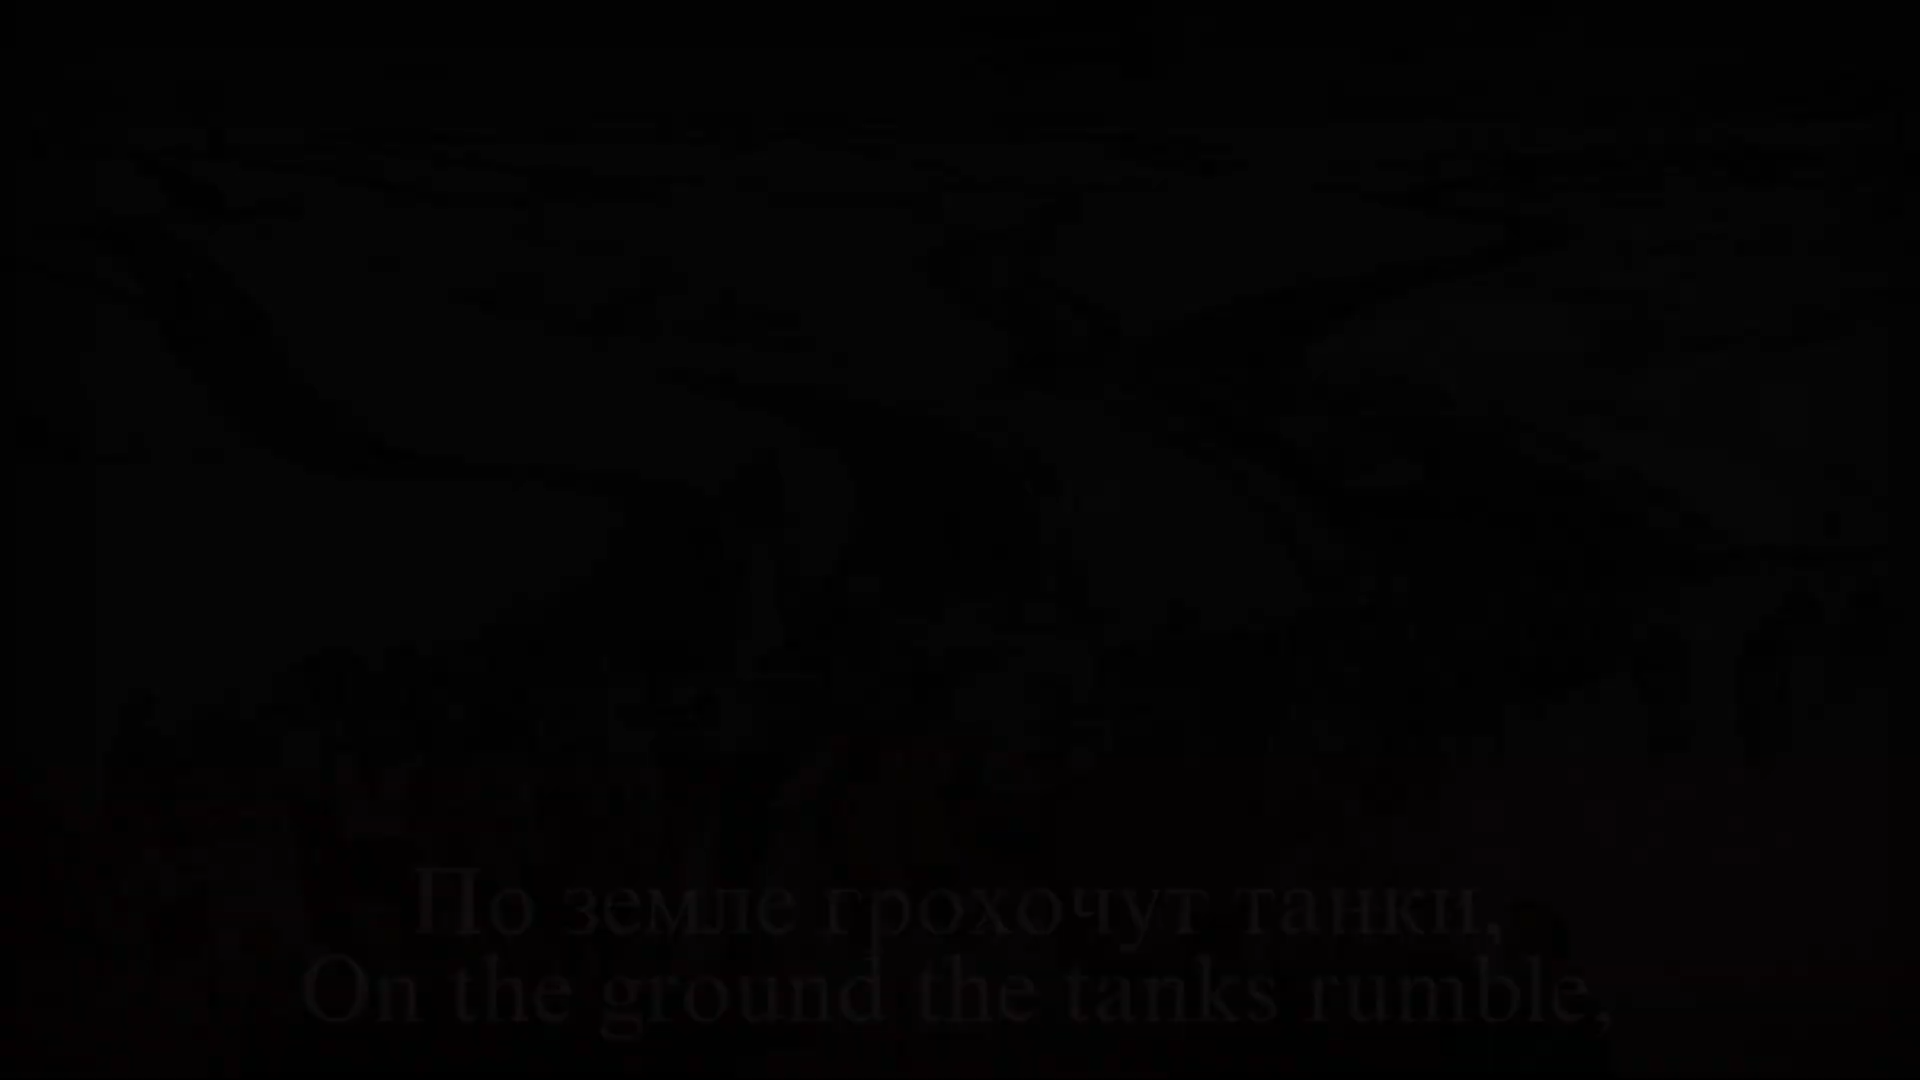 По земле грохочут танки,
On the ground the tanks rumble,